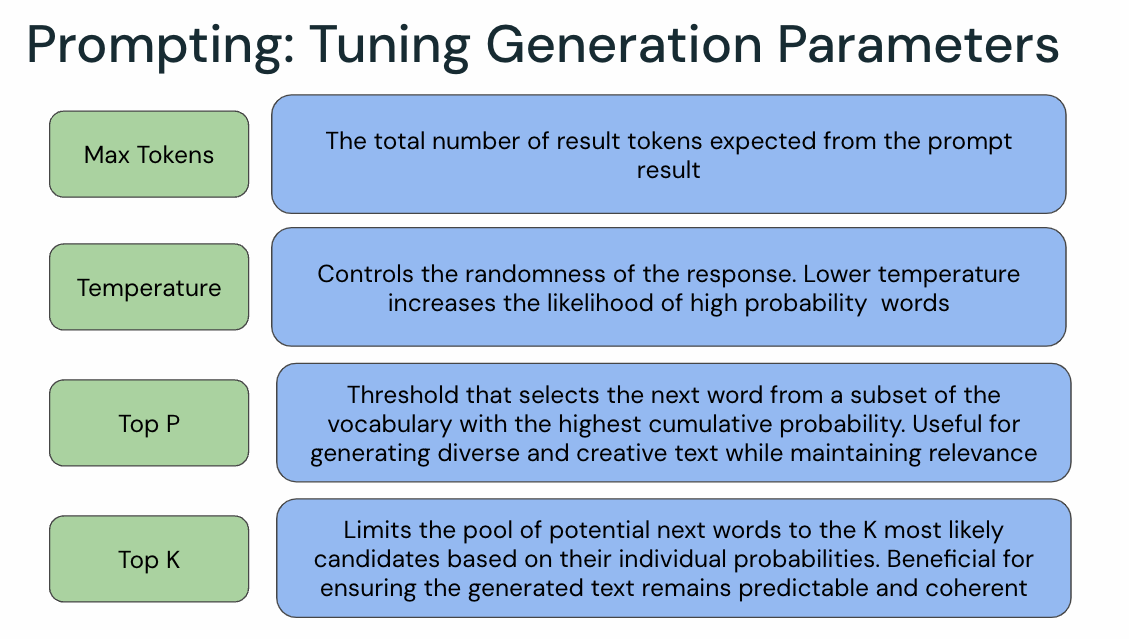 Prompting: Tuning Generation Parameters
Max Tokens
The total number of result tokens expected from the prompt
result
Temperature
Controls the randomness of the response. Lower temperature
increases the likelihood of high probability  words
Top P
Threshold that selects the next word from a subset of the
vocabulary with the highest cumulative probability. Useful for
generating diverse and creative text while maintaining relevance
Top K
Limits the pool of potential next words to the K most likely
candidates based on their individual probabilities. Beneficial for
ensuring the generated text remains predictable and coherent